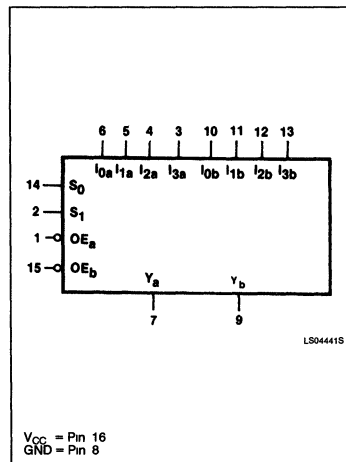 6 5 4 3 10 11 12 13
I0a I1a I2a I3a I0b I1b I2b I3b
14 S0
2 S1
1 OEa
15 OEb
Ya Yb
7 9
LS04441S
VCC = Pin 16
GND = Pin 8